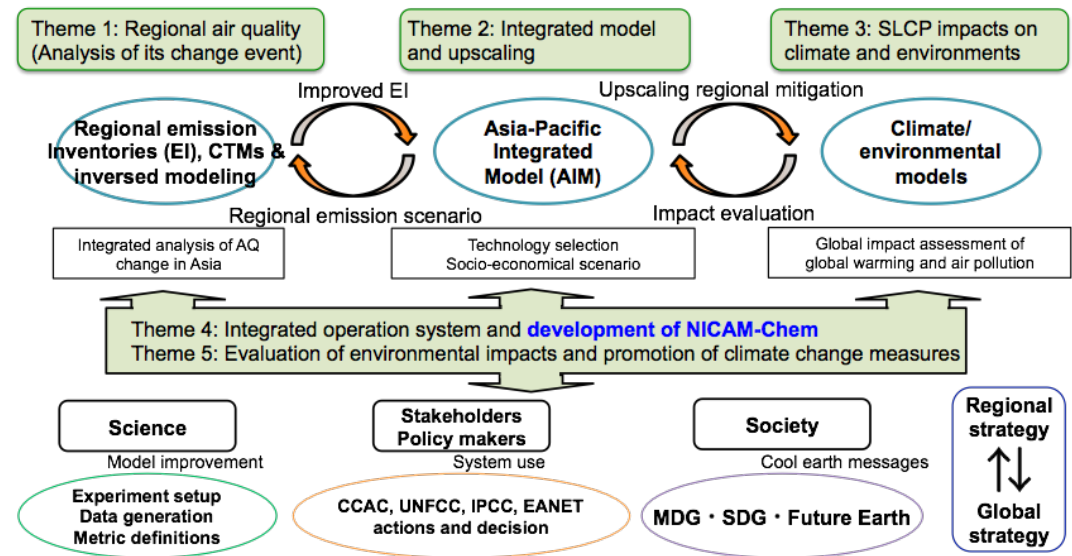 Theme 1: Regional air quality
(Analysis of its change event)
Theme 2: Integrated model
and upscaling
Theme 3: SLCP impacts on
climate and environments
Improved EI
Upscaling regional mitigation
Regional emission
Inventories (EI), CTMs &
inversed modeling
Asia-Pacific
Integrated
Model (AIM)
Climate/
environmental
models
Regional emission scenario
Impact evaluation
Integrated analysis of AQ
change in Asia
Technology selection
Socio-economical scenario
Global impact assessment of
global warming and air pollution
Theme 4: Integrated operation system and development of NICAM-Chem
Theme 5: Evaluation of environmental impacts and promotion of climate change measures
Science
Stakeholders
Policy makers
Society
Model improvement
System use
Cool earth messages
Experiment setup
Data generation
Metric definitions
CCAC, UNFCC, IPCC, EANET
actions and decision
MDG・SDG・Future Earth
Regional
strategy
Global
strategy